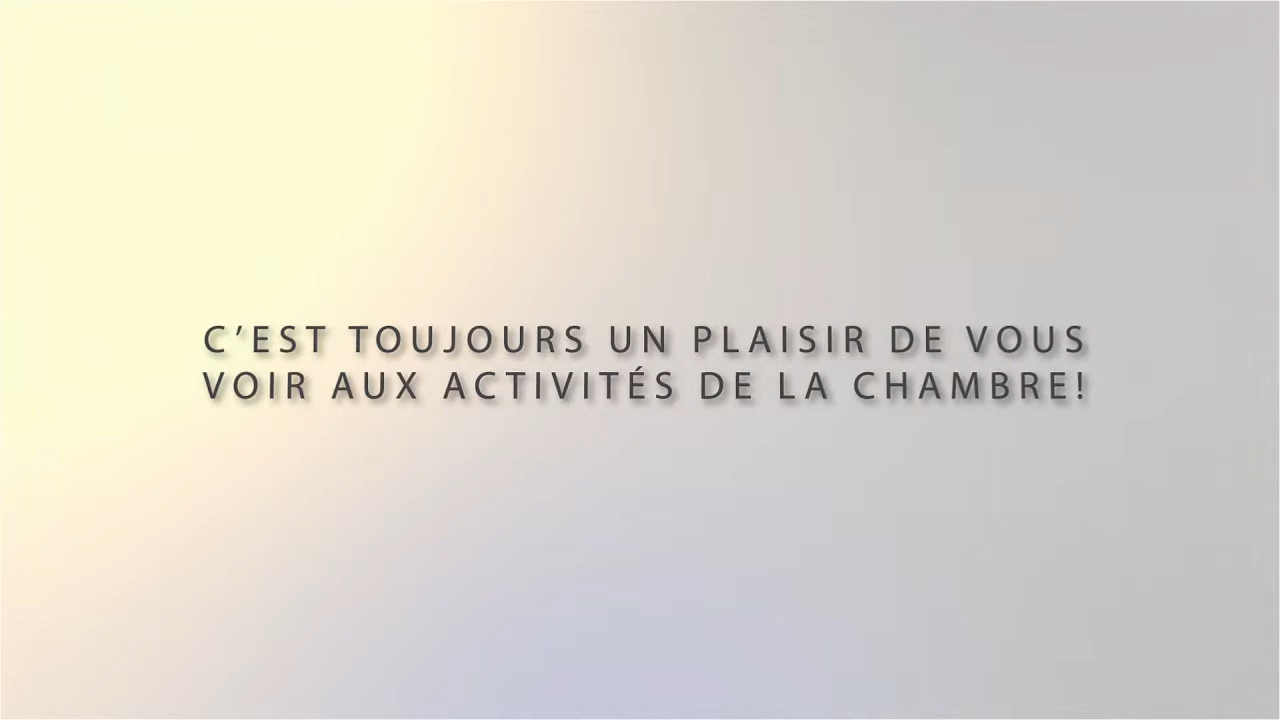 C’EST TOUJOURS UN PLAISIR DE VOUS
VOIR AUX ACTIVITÉS DE LA CHAMBRE!